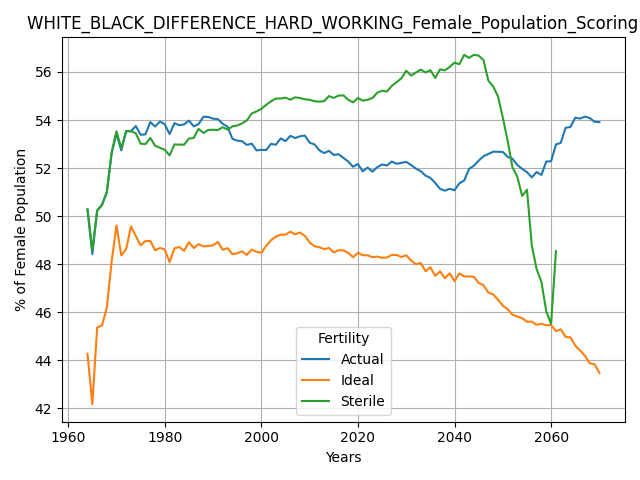 WHITE_BLACK_DIFFERENCE_HARD_WORKING_Female_Population_Scoring
% of Female Population
56
54
52
50
48
46
44
42
Fertility
Actual
Ideal
Sterile
1960 1980 2000 2020 2040 2060
Years